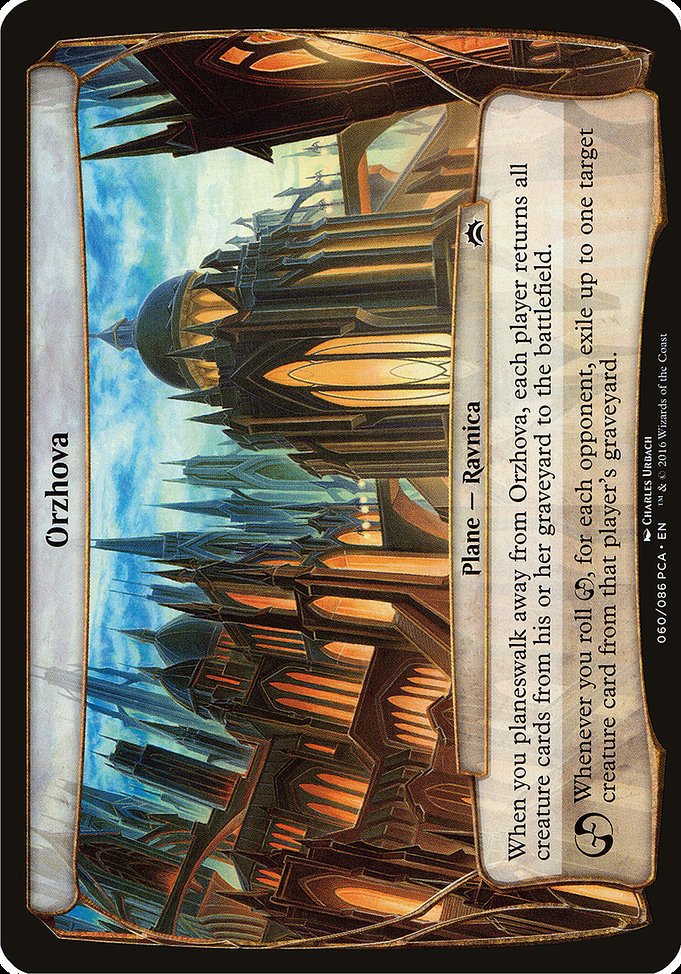 Orzhova
Plane — Ravnica
When you planeswalk away from Orzhova, each player returns all
creature cards from his or her graveyard to the battlefield.
Whenever you roll , for each opponent, exile up to one target
creature card from that player's graveyard.
060/086 PCA • EN Charles Urbach ™ & © 2016 Wizards of the Coast